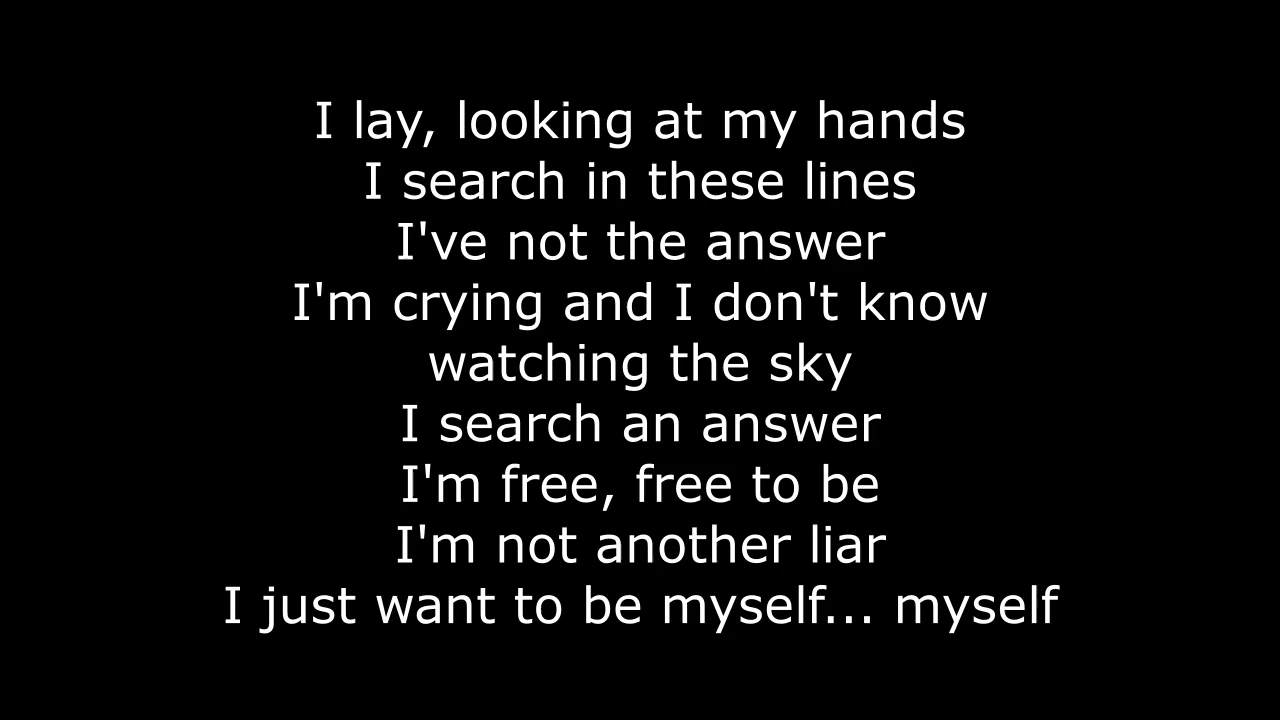 I lay, looking at my hands
I search in these lines
I've not the answer
I'm crying and I don't know
watching the sky
I search an answer
I'm free, free to be
I'm not another liar
I just want to be myself... myself